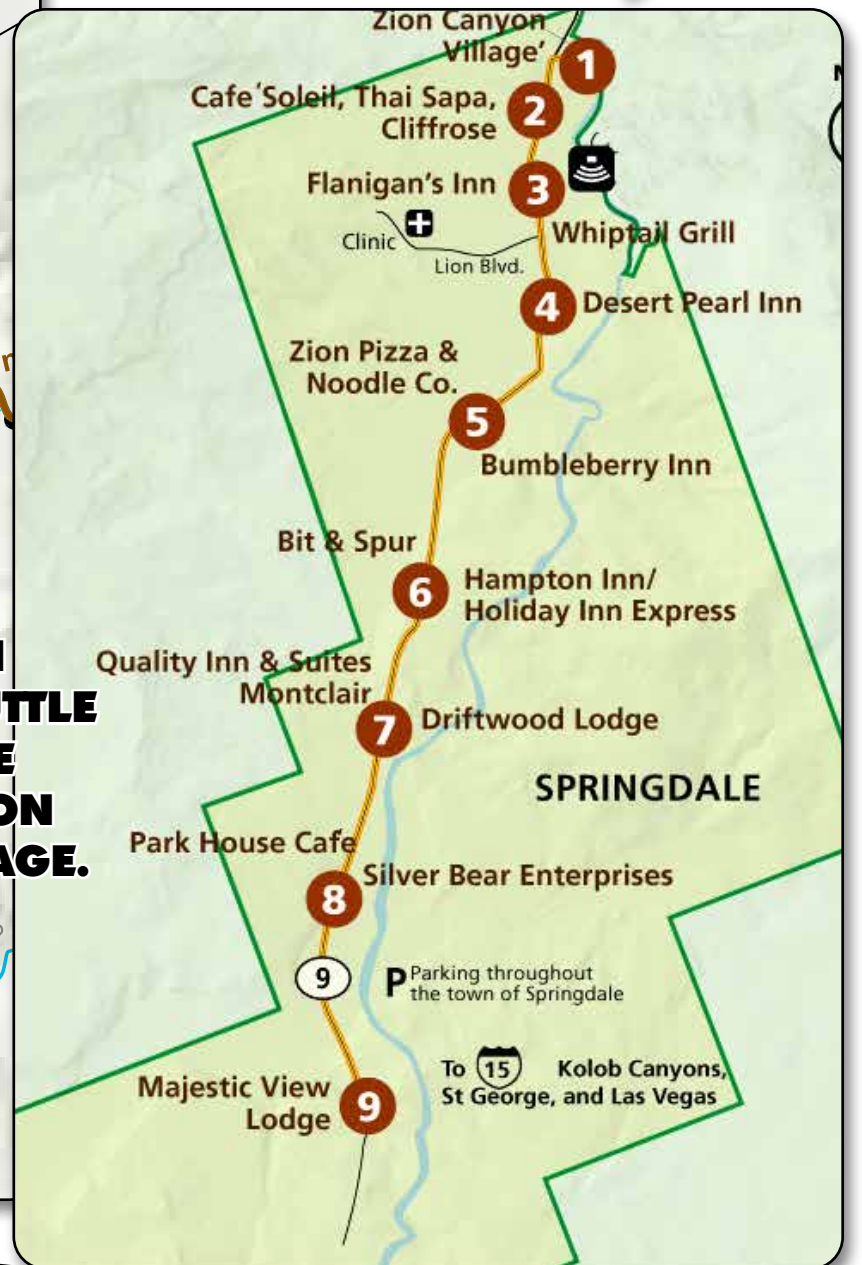 Zion Canyon
Village'
1
Cafe´Soleil, Thai Sapa,
Cliffrose
2
Flanigan's Inn
3
Whiptail Grill
Clinic
Lion Blvd.
4
Desert Pearl Inn
Zion Pizza &
Noodle Co.
5
Bumbleberry Inn
Bit & Spur
6
Hampton Inn/
Holiday Inn Express
Quality Inn & Suites
Montclair
7
Driftwood Lodge
SPRINGDALE
Park House Cafe
8
Silver Bear Enterprises
9
P Parking throughout
the town of Springdale
To 15 Kolob Canyons,
St George, and Las Vegas
Majestic View
Lodge
9